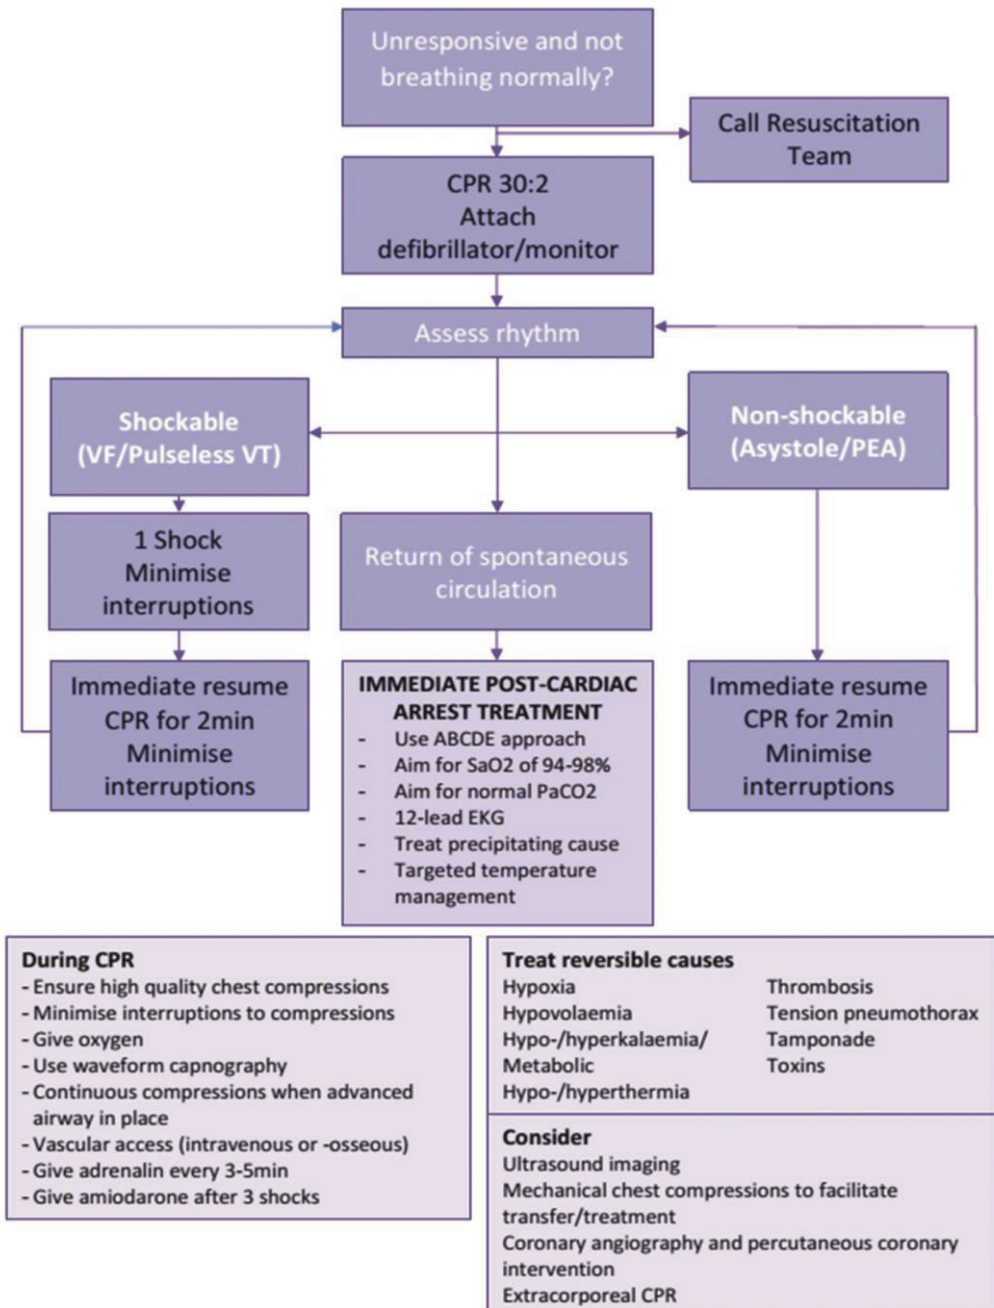 Unresponsive and not
breathing normally?
Call Resuscitation
Team
CPR 30:2
Attach
defibrillator/monitor
Assess rhythm
Shockable
(VF/Pulseless VT)
Non-shockable
(Asystole/PEA)
1 Shock
Minimise
interruptions
Return of spontaneous
circulation
Immediate resume
CPR for 2min
Minimise
interruptions
IMMEDIATE POST-CARDIAC
ARREST TREATMENT
- Use ABCDE approach
- Aim for SaO2 of 94-98%
- Aim for normal PaCO2
- 12-lead EKG
- Treat precipitating cause
- Targeted temperature
management
Immediate resume
CPR for 2min
Minimise
interruptions
During CPR
- Ensure high quality chest compressions
- Minimise interruptions to compressions
- Give oxygen
- Use waveform capnography
- Continuous compressions when advanced
airway in place
- Vascular access (intravenous or -osseous)
- Give adrenalin every 3-5min
- Give amiodarone after 3 shocks
Treat reversible causes
Hypoxia
Hypovolaemia
Hypo-/hyperkalaemia/
Metabolic
Hypo-/hyperthermia
Thrombosis
Tension pneumothorax
Tamponade
Toxins
Consider
Ultrasound imaging
Mechanical chest compressions to facilitate
transfer/treatment
Coronary angiography and percutaneous coronary
intervention
Extracorporeal CPR